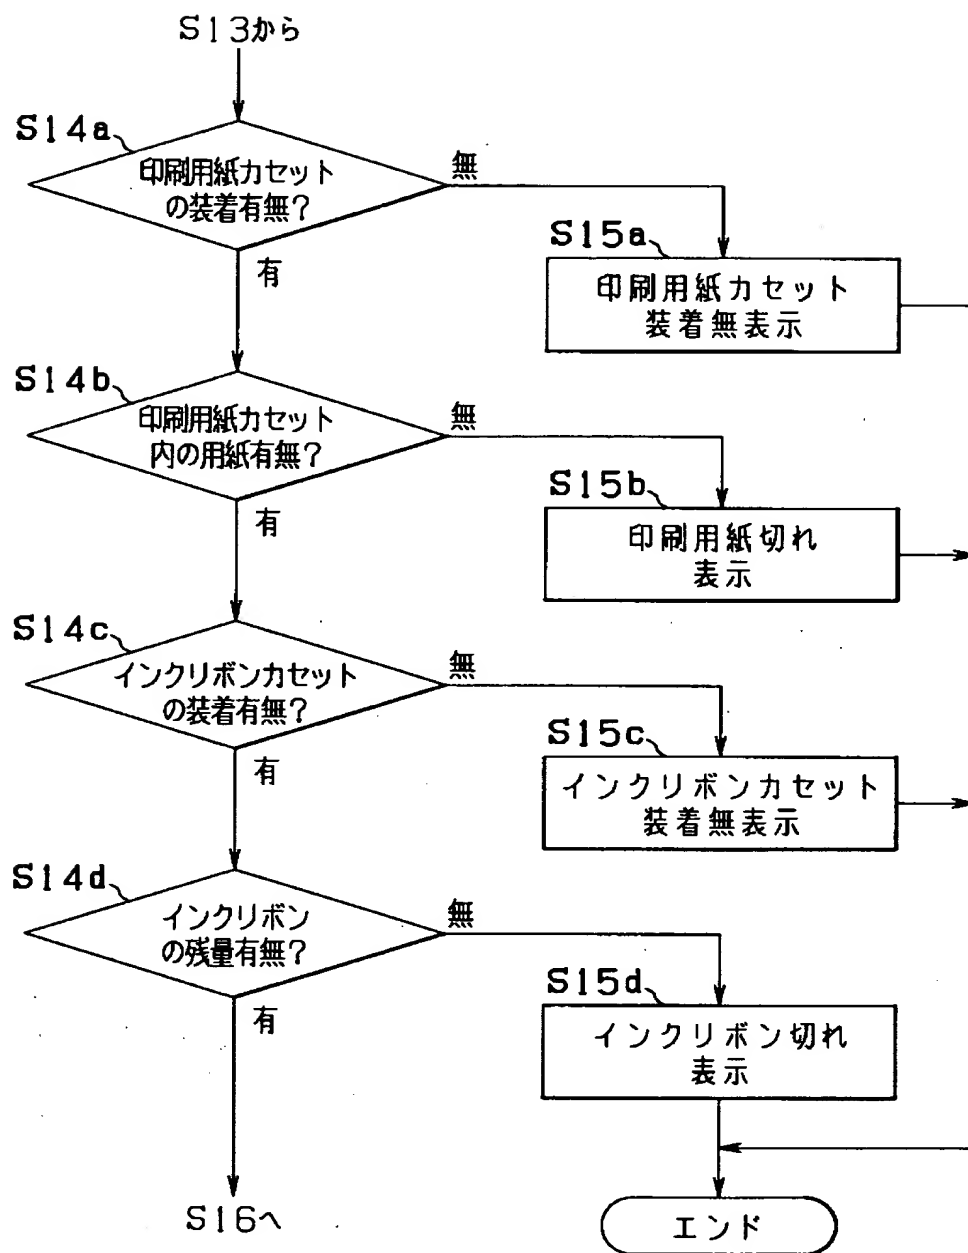 S13から
S14a
印刷用紙カセット
の装着有無?
無
有
S15a
印刷用紙カセット
装着無表示
S14b
印刷用紙カセット
内の用紙有無?
無
有
S15b
印刷用紙切れ
表示
S14c
インクリボンカセット
の装着有無?
無
有
S15c
インクリボンカセット
装着無表示
S14d
インクリボン
の残量有無?
無
有
S15d
インクリボン切れ
表示
S16へ
エンド